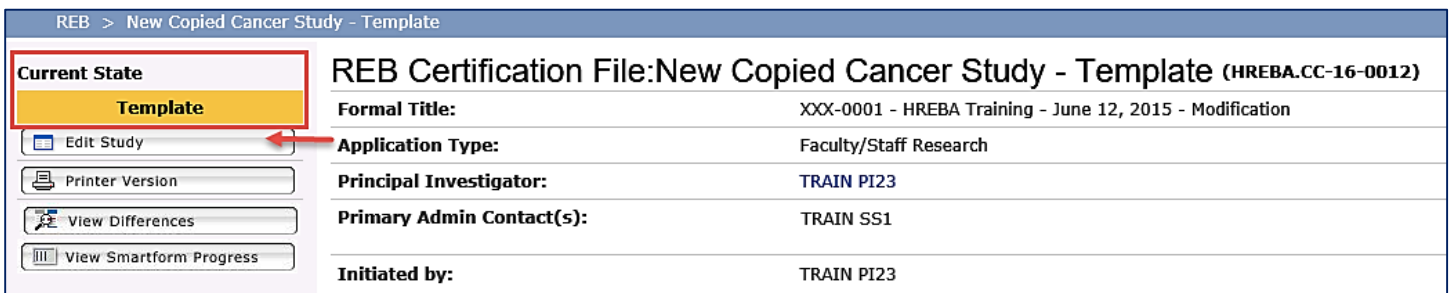 REB > New Copied Cancer Study - Template
Current State
Template
Edit Study
Printer Version
View Differences
View Smartform Progress
REB Certification File:New Copied Cancer Study - Template (HREBA.CC-16-0012)
Formal Title: XXX-0001 - HREBA Training - June 12, 2015 - Modification
Application Type: Faculty/Staff Research
Principal Investigator: TRAIN PI23
Primary Admin Contact(s): TRAIN SS1
Initiated by: TRAIN PI23